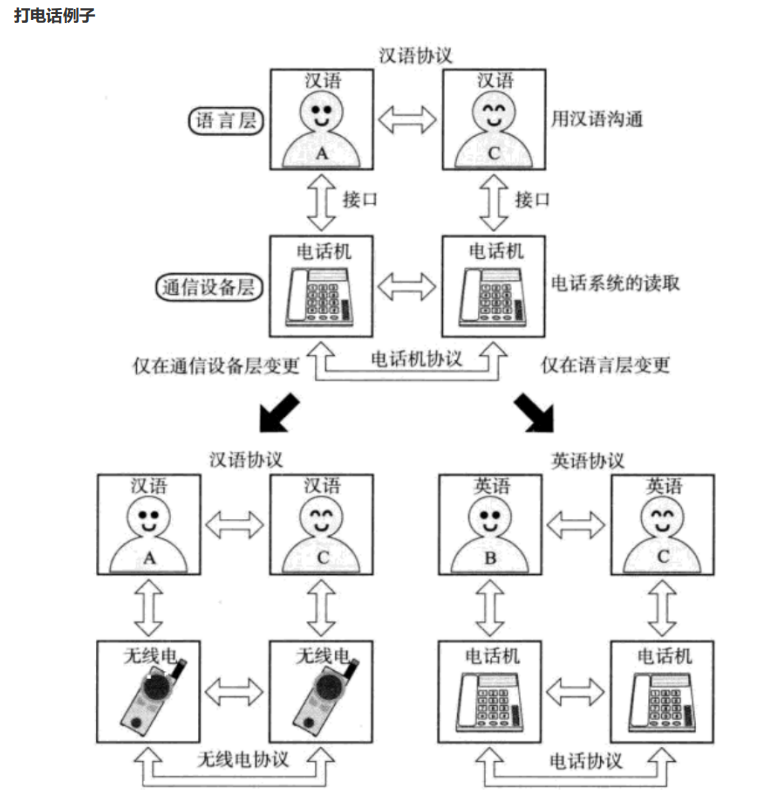 打电话例子
汉语协议
汉语 汉语
语言层 用汉语沟通
A C
接口 接口
电话机 电话机
通信设备层 电话系统的读取
仅在通信设备层变更 电话机协议 仅在语言层变更
汉语协议 英语协议
汉语 汉语 英语 英语
A C B C
无线电 无线电 电话机 电话机
无线电协议 电话协议